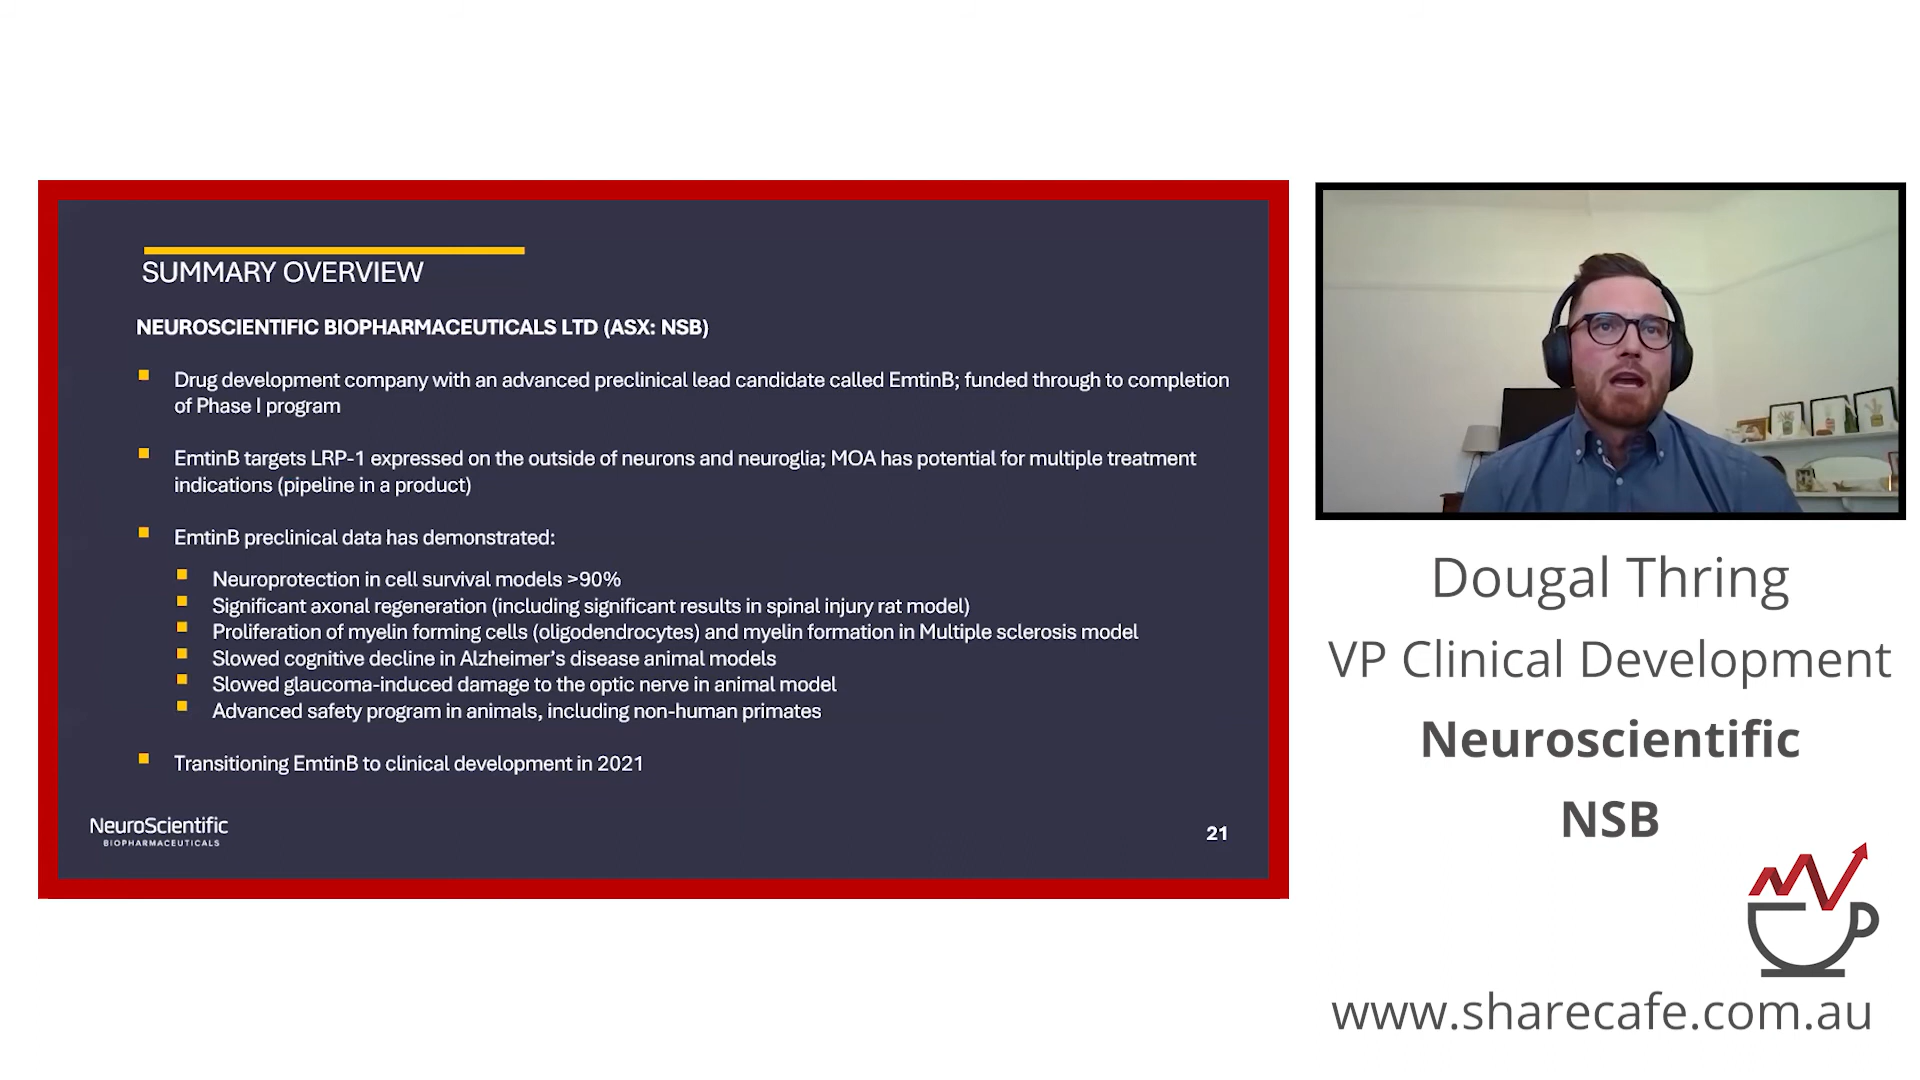 SUMMARY OVERVIEW
NEUROSCIENTIFIC BIOPHARMACEUTICALS LTD (ASX: NSB)
Drug development company with an advanced preclinical lead candidate called EmtinB; funded through to completion
of Phase I program
EmtinB targets LRP-1 expressed on the outside of neurons and neuroglia; MOA has potential for multiple treatment
indications (pipeline in a product)
EmtinB preclinical data has demonstrated:
Neuroprotection in cell survival models >90%
Significant axonal regeneration (including significant results in spinal injury rat model)
Proliferation of myelin forming cells (oligodendrocytes) and myelin formation in Multiple sclerosis model
Slowed cognitive decline in Alzheimer's disease animal models
Slowed glaucoma-induced damage to the optic nerve in animal model
Advanced safety program in animals, including non-human primates
Transitioning EmtinB to clinical development in 2021
NeuroScientific
BIOPHARMACEUTICALS
21
Dougal Thring
VP Clinical Development
Neuroscientific
NSB
www.sharecafe.com.au